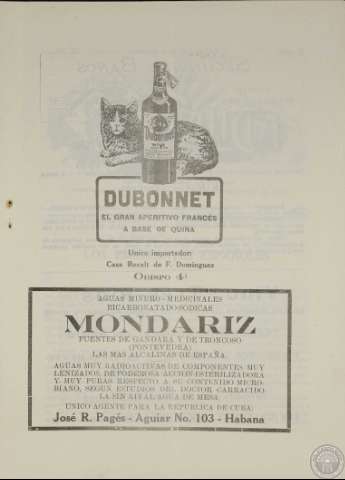 DUBONNET
EL GRAN APERITIVO FRANCÉS
A BASE DE QUINA
Unico importador:
Casa Recalt de F. Dominguez
OBISPO 4
AGUAS MINERO - MEDICINALES
BICARBONATADO-SODICAS
MONDARIZ
FUENTES DE GANDARA Y DE TRONCOSO
(PONTEVEDRA)
LAS MAS ALCALINAS DE ESPAÑA.
AGUAS MUY RADIOACTIVAS DE COMPONENTES MUY
LENIZADOS, DE PODEROSA ACCION ESTERILIZADORA
Y MUY PURAS RESPECTO A SU CONTENIDO MICRO-
BIANO, SEGUN ESTUDIOS DEL DOCTOR CARRACIDO
LA SIN RIVAL AGUA DE MESA.
UNICO AGENTE PARA LA REPUBLICA DE CUBA:
José R. Pagés - Aguiar No. 103 - Habana